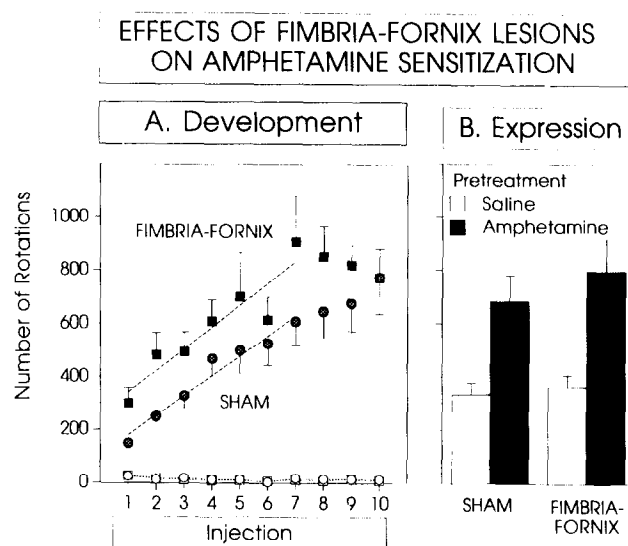 EFFECTS OF FIMBRIA-FORNIX LESIONS
ON AMPHETAMINE SENSITIZATION
A. Development
B. Expression
Number of Rotations
1000
800
600
400
200
0
FIMBRIA-FORNIX
SHAM
1 2 3 4 5 6 7 8 9 10
Injection
Pretreatment
Saline
Amphetamine
SHAM
FIMBRIA-
FORNIX